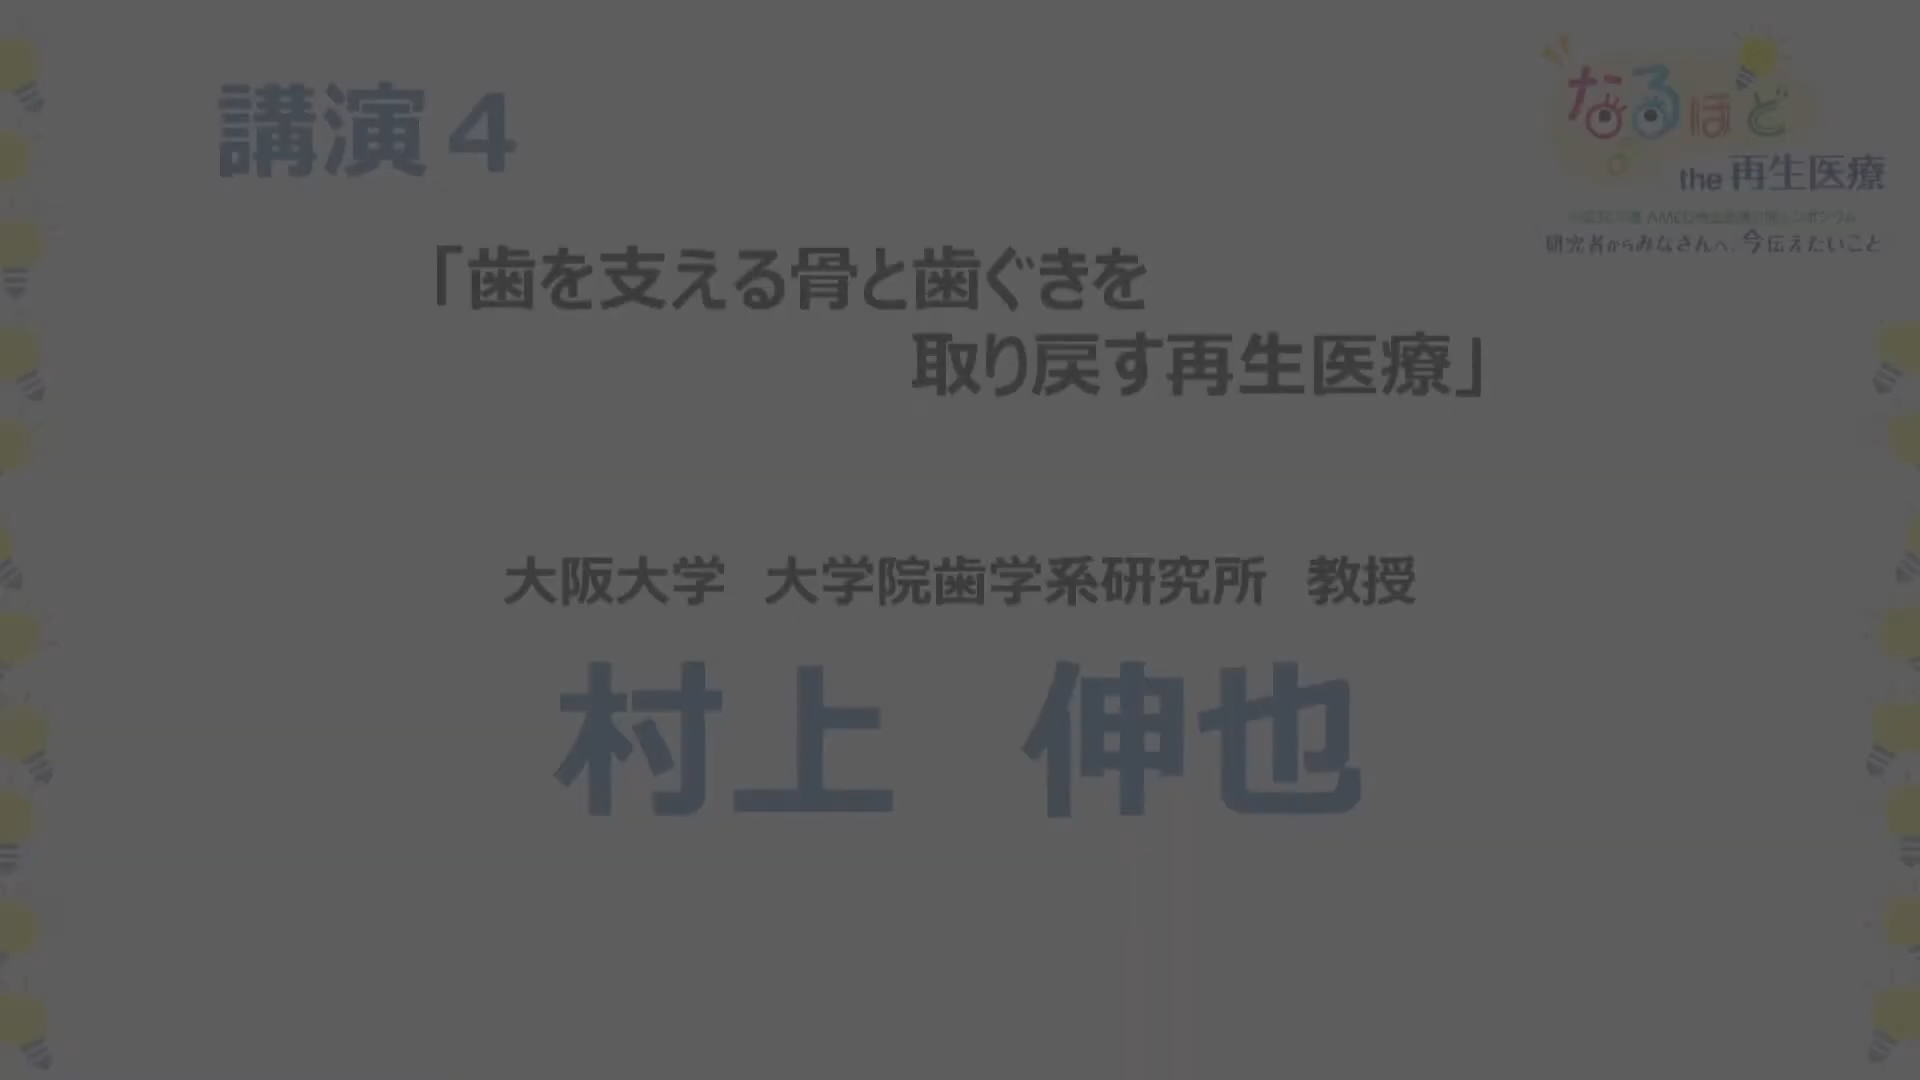 講演４
なるほど
the 再生医療
研究者からみなさんへ、今伝えたいこと
「歯を支える骨と歯ぐきを
取り戻す再生医療」
大阪大学　大学院歯学系研究所　教授
村上　伸也